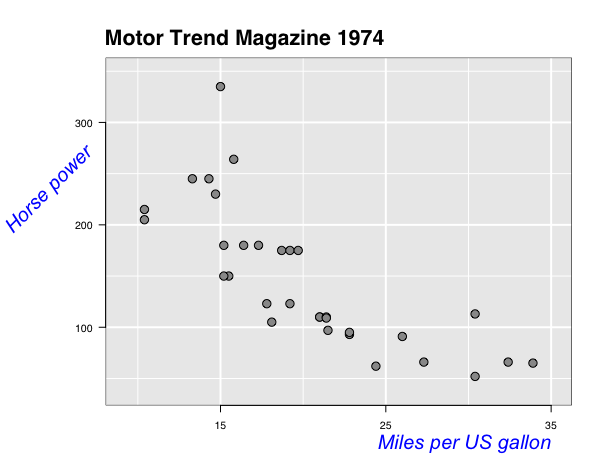 Motor Trend Magazine 1974
300
200
100
Horse power
15 25 35
Miles per US gallon